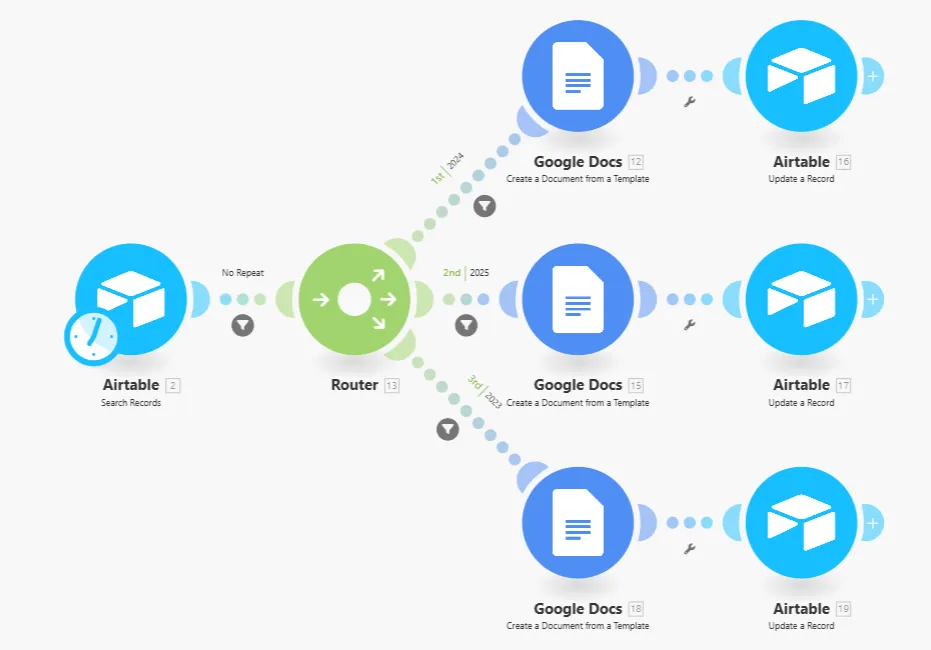 1st | 2024
Google Docs 12
Create a Document from a Template
Airtable 16
Update a Record
No Repeat
2nd | 2025
Airtable 2
Search Records
Router 13
3rd | 2023
Google Docs 15
Create a Document from a Template
Airtable 17
Update a Record
Google Docs 18
Create a Document from a Template
Airtable 19
Update a Record